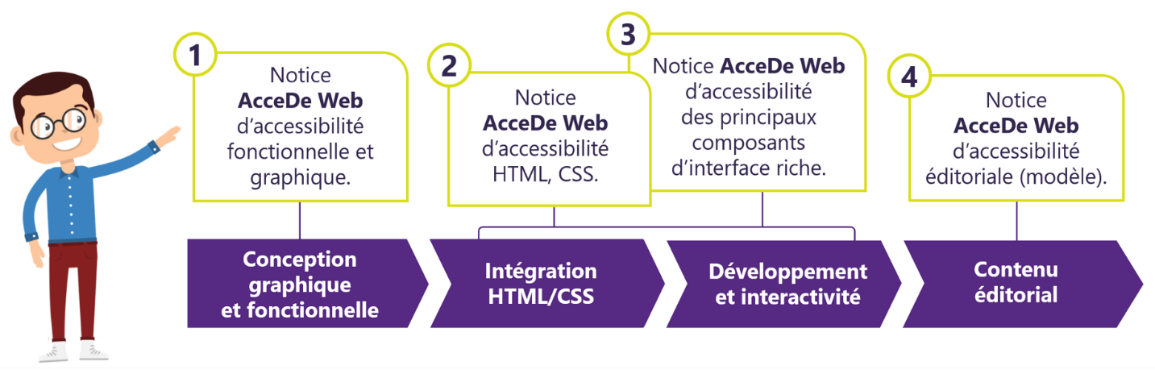 1
Notice
AcceDe Web
d'accessibilité
fonctionnelle et
graphique.
2
Notice
AcceDe Web
d'accessibilité
HTML, CSS.
3
Notice AcceDe Web
d'accessibilité
des principaux
composants
d'interface riche.
4
Notice
AcceDe Web
d'accessibilité
éditoriale (modèle).
Conception
graphique
et fonctionnelle
Intégration
HTML/CSS
Développement
et interactivité
Contenu
éditorial